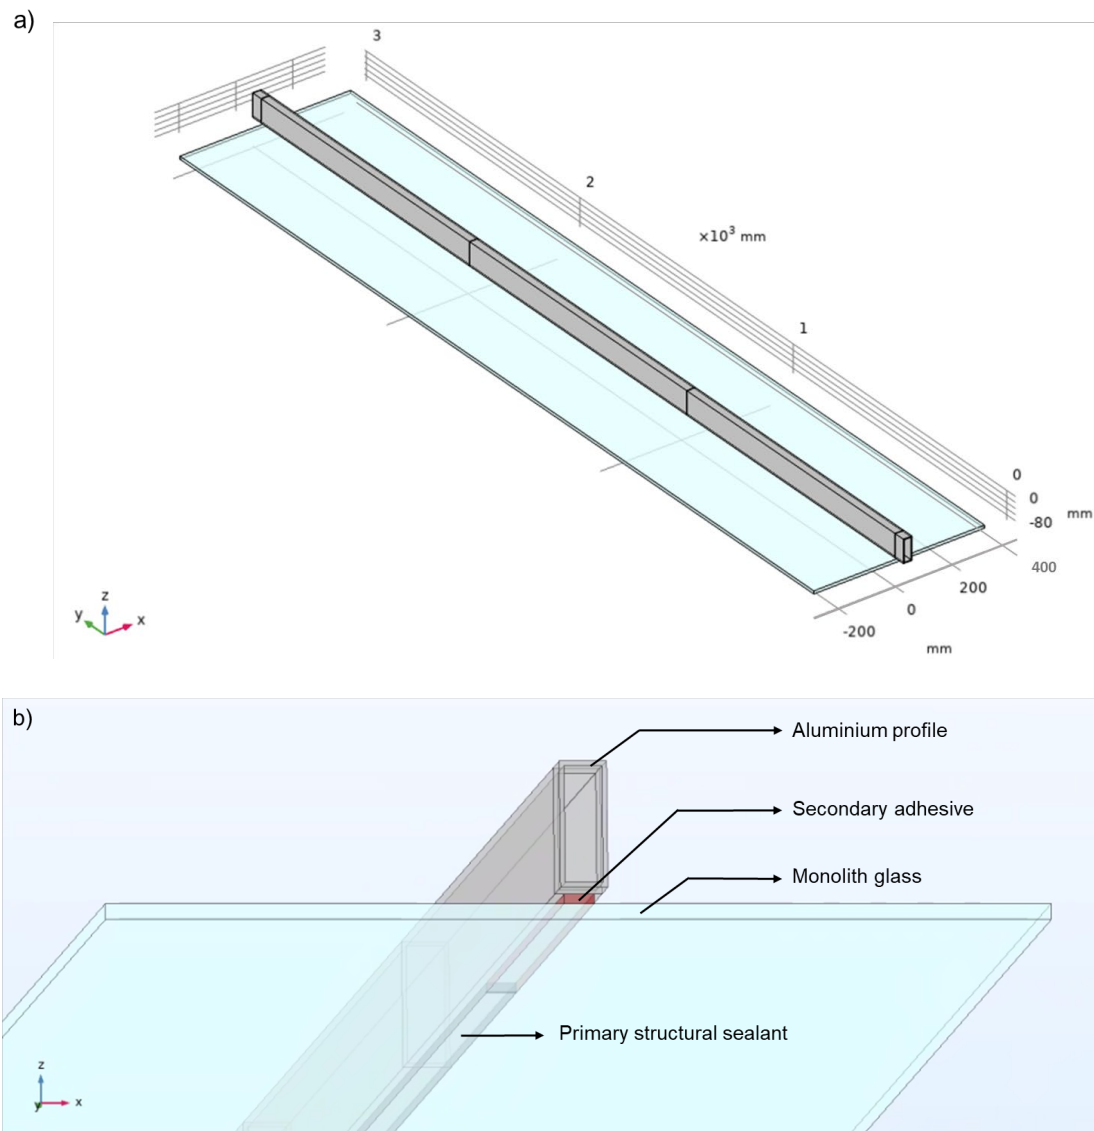 a)
3
2
×10³ mm
1
0
0
-80 mm
400
200
0
-200
mm
z
y x
b)
Aluminium profile
Secondary adhesive
Monolith glass
Primary structural sealant
z
y x